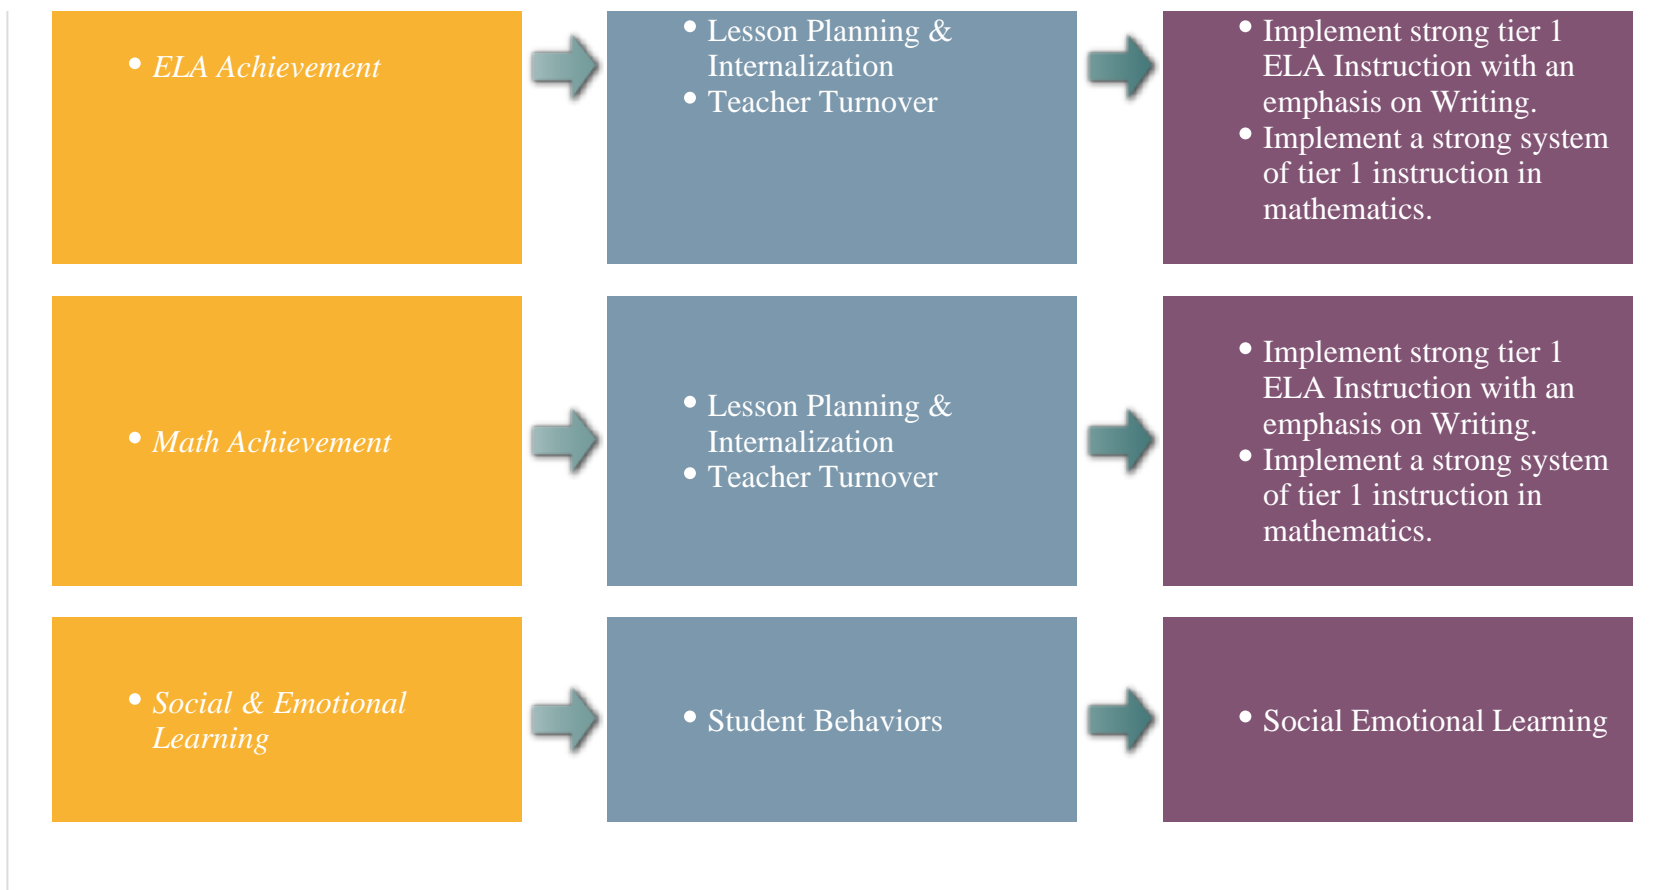 • ELA Achievement
• Lesson Planning &
Internalization
• Teacher Turnover
• Implement strong tier 1
ELA Instruction with an
emphasis on Writing.
• Implement a strong system
of tier 1 instruction in
mathematics.
• Math Achievement
• Lesson Planning &
Internalization
• Teacher Turnover
• Implement strong tier 1
ELA Instruction with an
emphasis on Writing.
• Implement a strong system
of tier 1 instruction in
mathematics.
• Social & Emotional
Learning
• Student Behaviors
• Social Emotional Learning